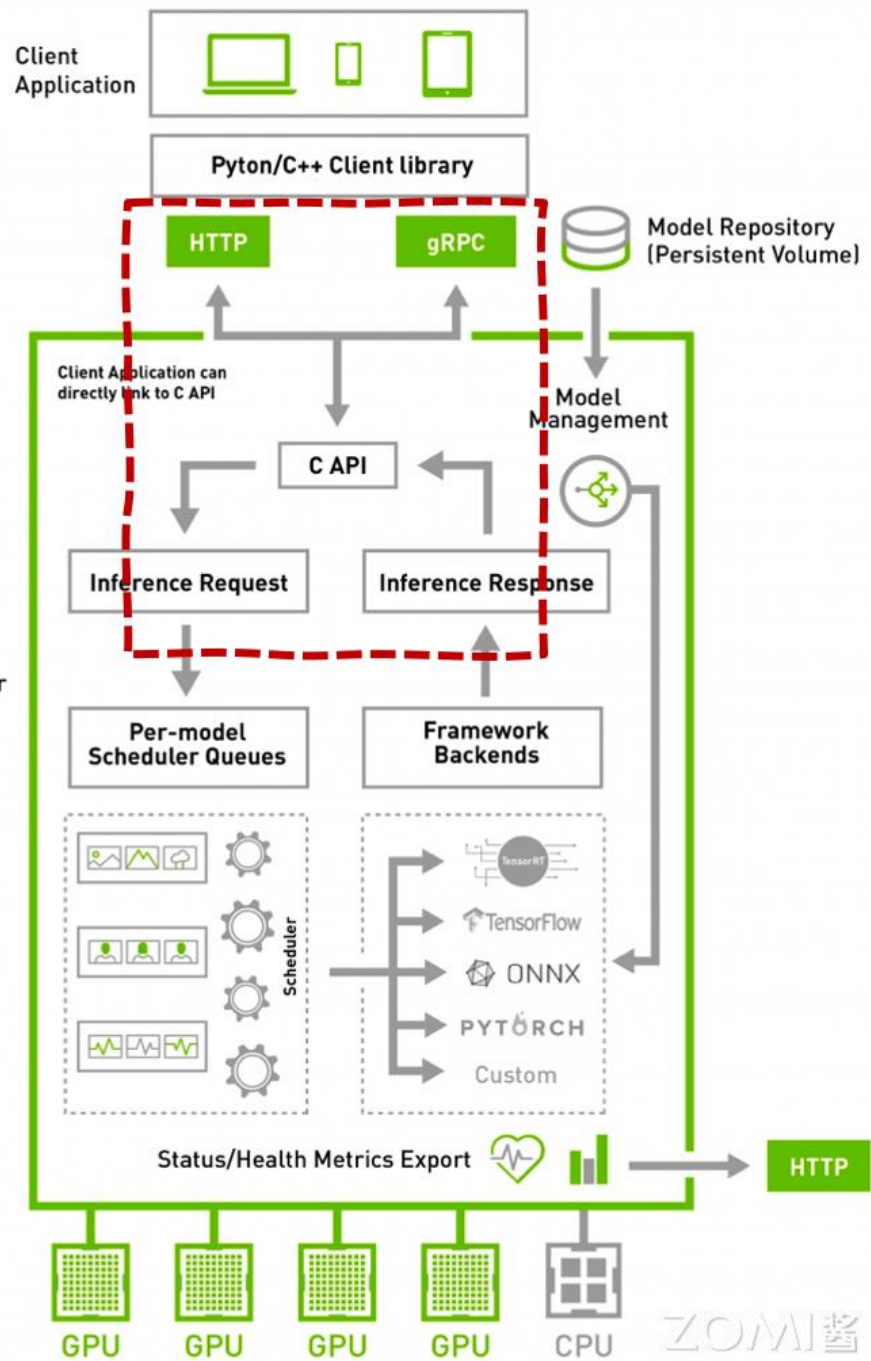 Client
Application
Pyton/C++ Client library
HTTP
gRPC
Model Repository
(Persistent Volume)
Client Application can
directly link to C API
Model
Management
C API
Inference Request
Inference Response
r
Per-model
Scheduler Queues
Framework
Backends
Scheduler
TensorRT
TensorFlow
ONNX
PYTORCH
Custom
Status/Health Metrics Export
HTTP
GPU
GPU
GPU
GPU
CPU
ZOMI酱